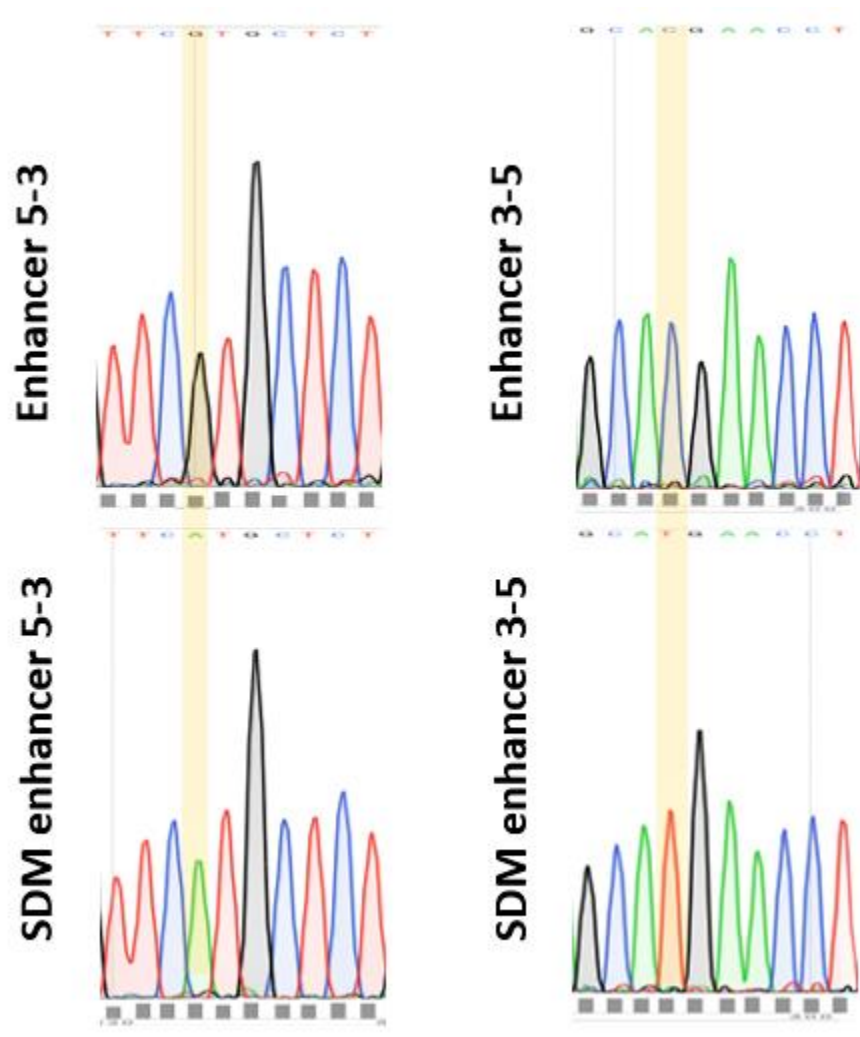 T T C G T G C T C T
G C A C G A A C C T
Enhancer 5-3
Enhancer 3-5
T T C A T G C T C T
G C A T G A A C C T
SDM enhancer 5-3
SDM enhancer 3-5